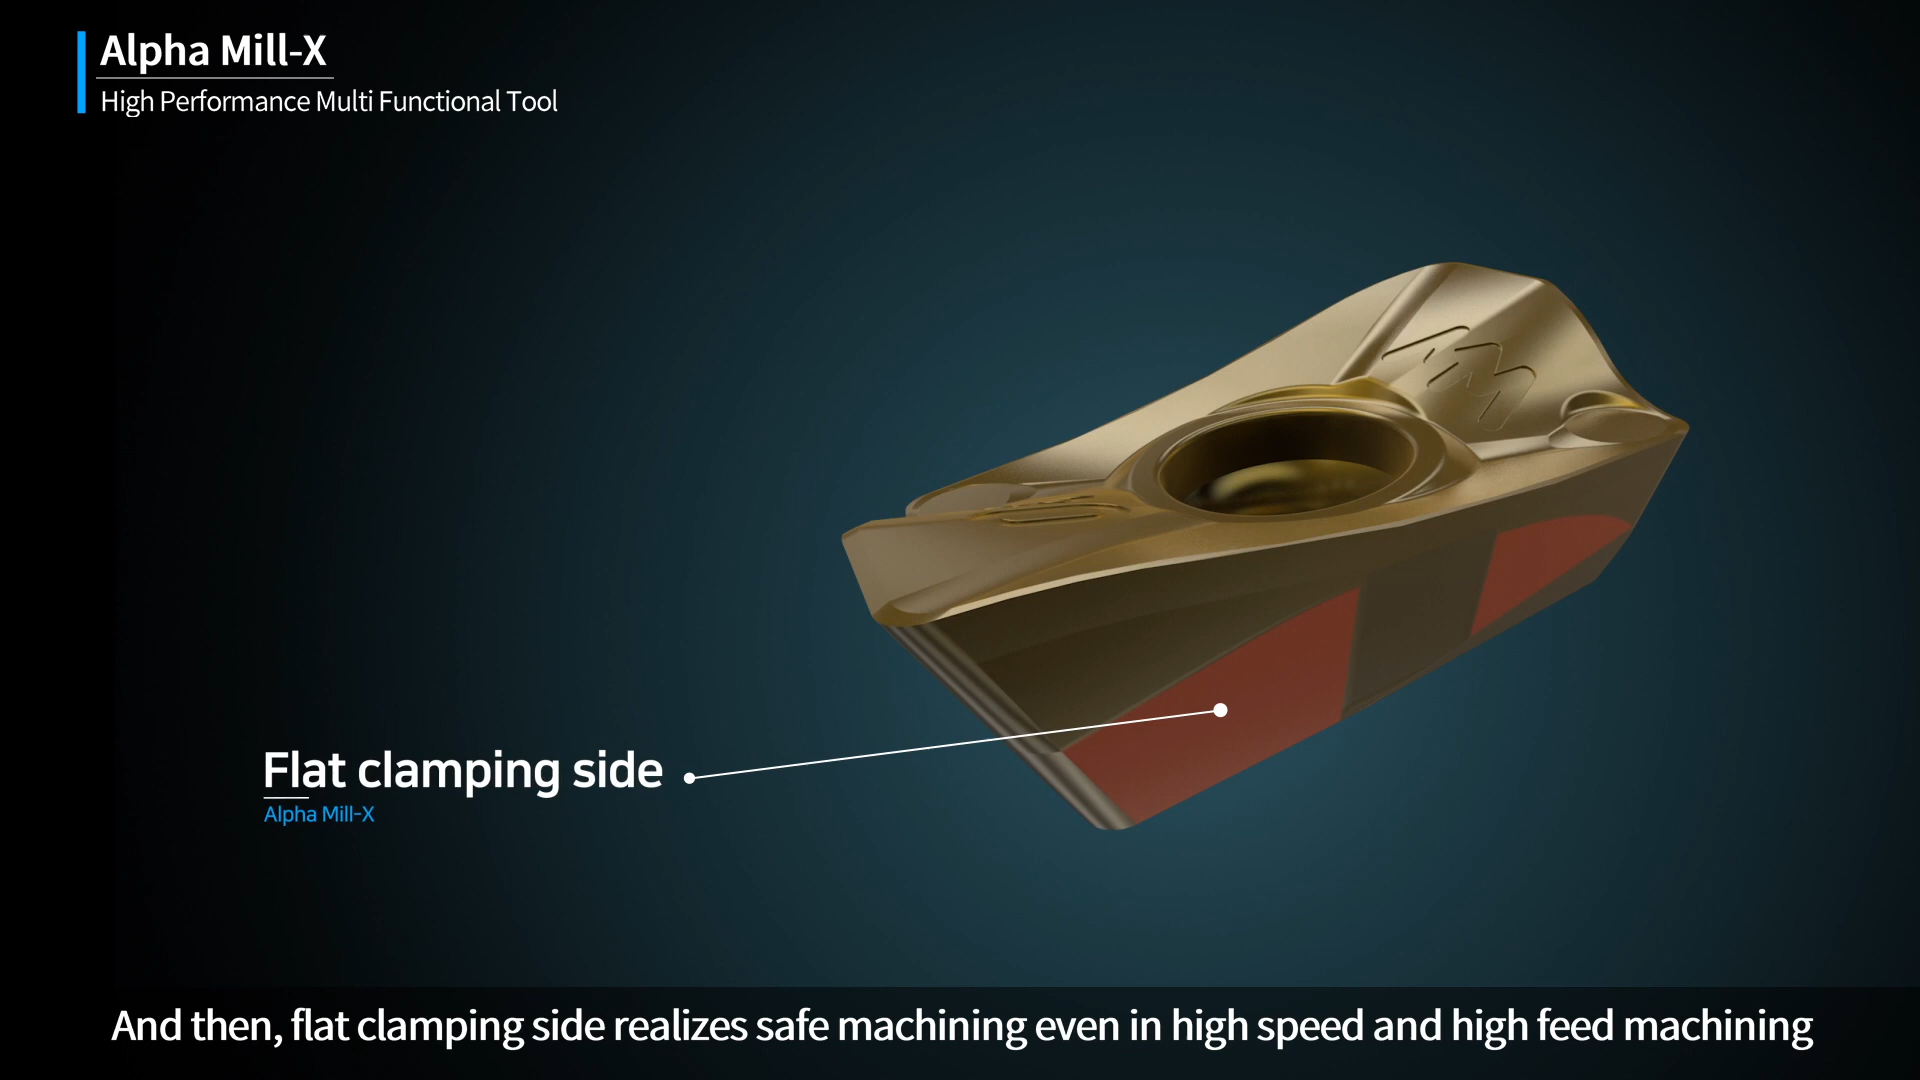 Alpha Mill-X
High Performance Multi Functional Tool
Flat clamping side
Alpha Mill-X
And then, flat clamping side realizes safe machining even in high speed and high feed machining